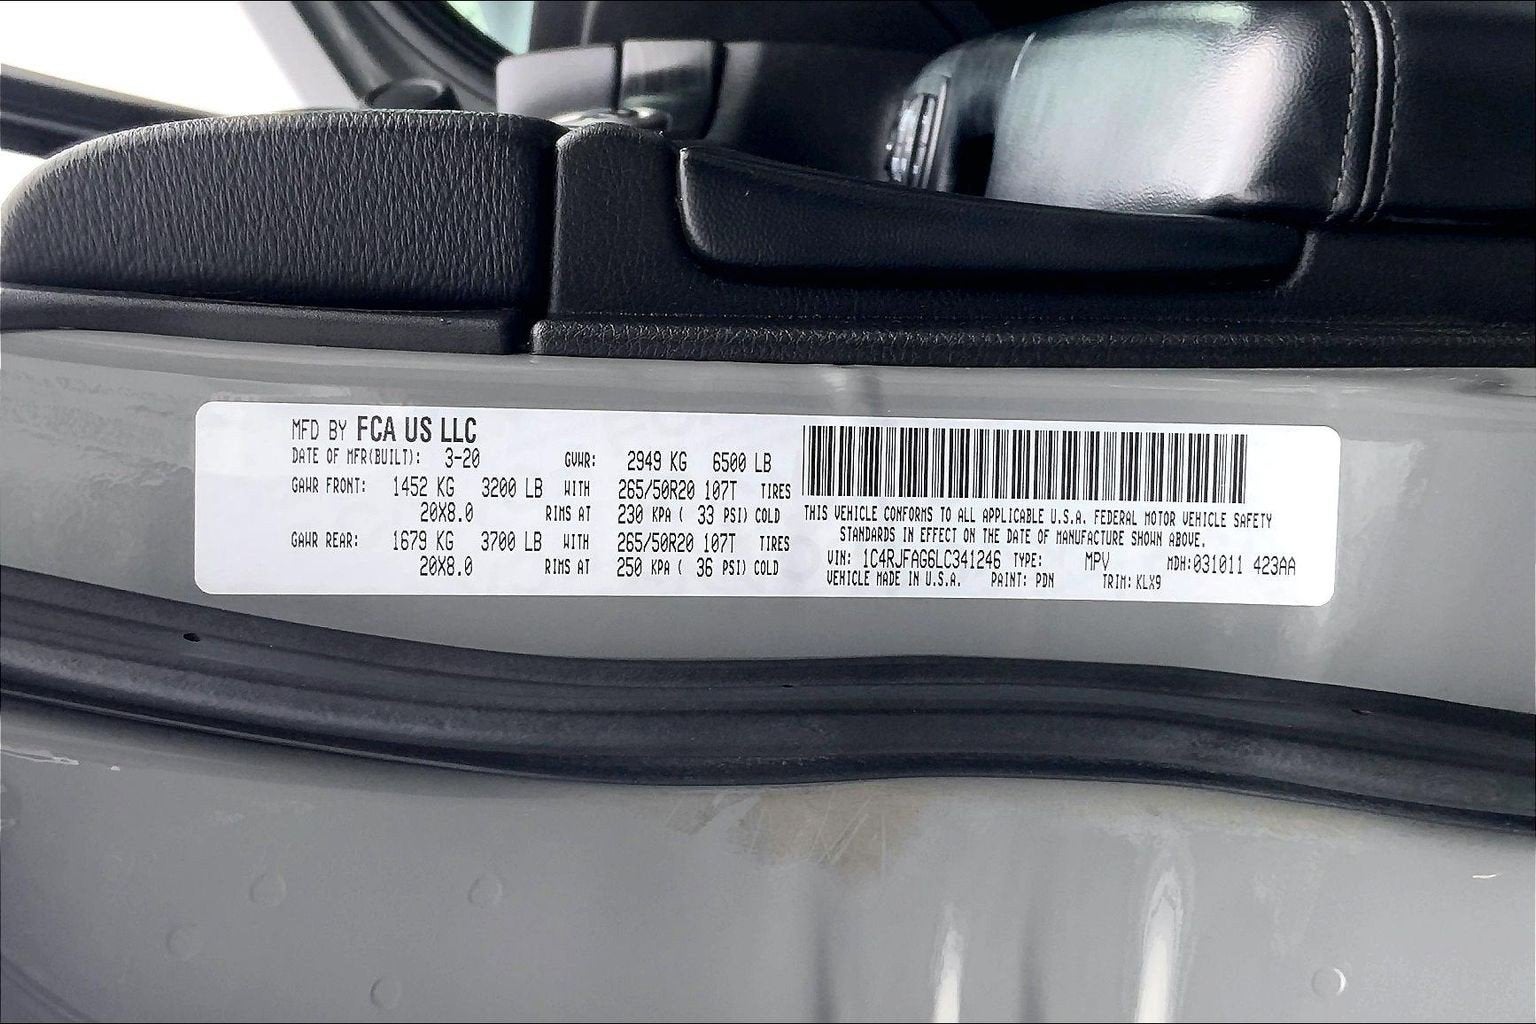 MFD BY FCA US LLC
DATE OF MFR(BUILT): 3-20 GVWR: 2949 KG 6500 LB
GAWR FRONT: 1452 KG 3200 LB WITH 265/50R20 107T TIRES
20X8.0 RIMS AT 230 KPA ( 33 PSI) COLD
GAWR REAR: 1679 KG 3700 LB WITH 265/50R20 107T TIRES
20X8.0 RIMS AT 250 KPA ( 36 PSI) COLD
THIS VEHICLE CONFORMS TO ALL APPLICABLE U.S.A. FEDERAL MOTOR VEHICLE SAFETY
STANDARDS IN EFFECT ON THE DATE OF MANUFACTURE SHOWN ABOVE.
VIN: 1C4RJFAG6LC341246 TYPE: MPV MDH:031011 423AA
VEHICLE MADE IN U.S.A. PAINT: PDN TRIM: KLX9